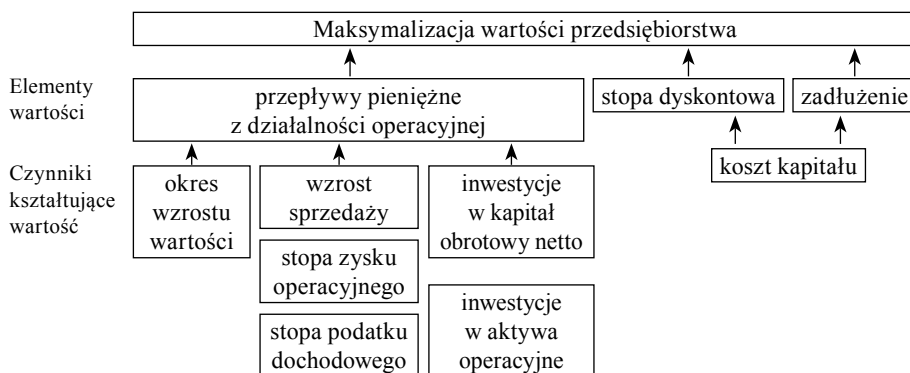 Maksymalizacja wartości przedsiębiorstwa
Elementy
wartości
przepływy pieniężne
z działalności operacyjnej
stopa dyskontowa
zadłużenie
koszt kapitału
Czynniki
kształtujące
wartość
okres
wzrostu
wartości
wzrost
sprzedaży
inwestycje
w kapitał
obrotowy netto
stopa zysku
operacyjnego
stopa podatku
dochodowego
inwestycje
w aktywa
operacyjne